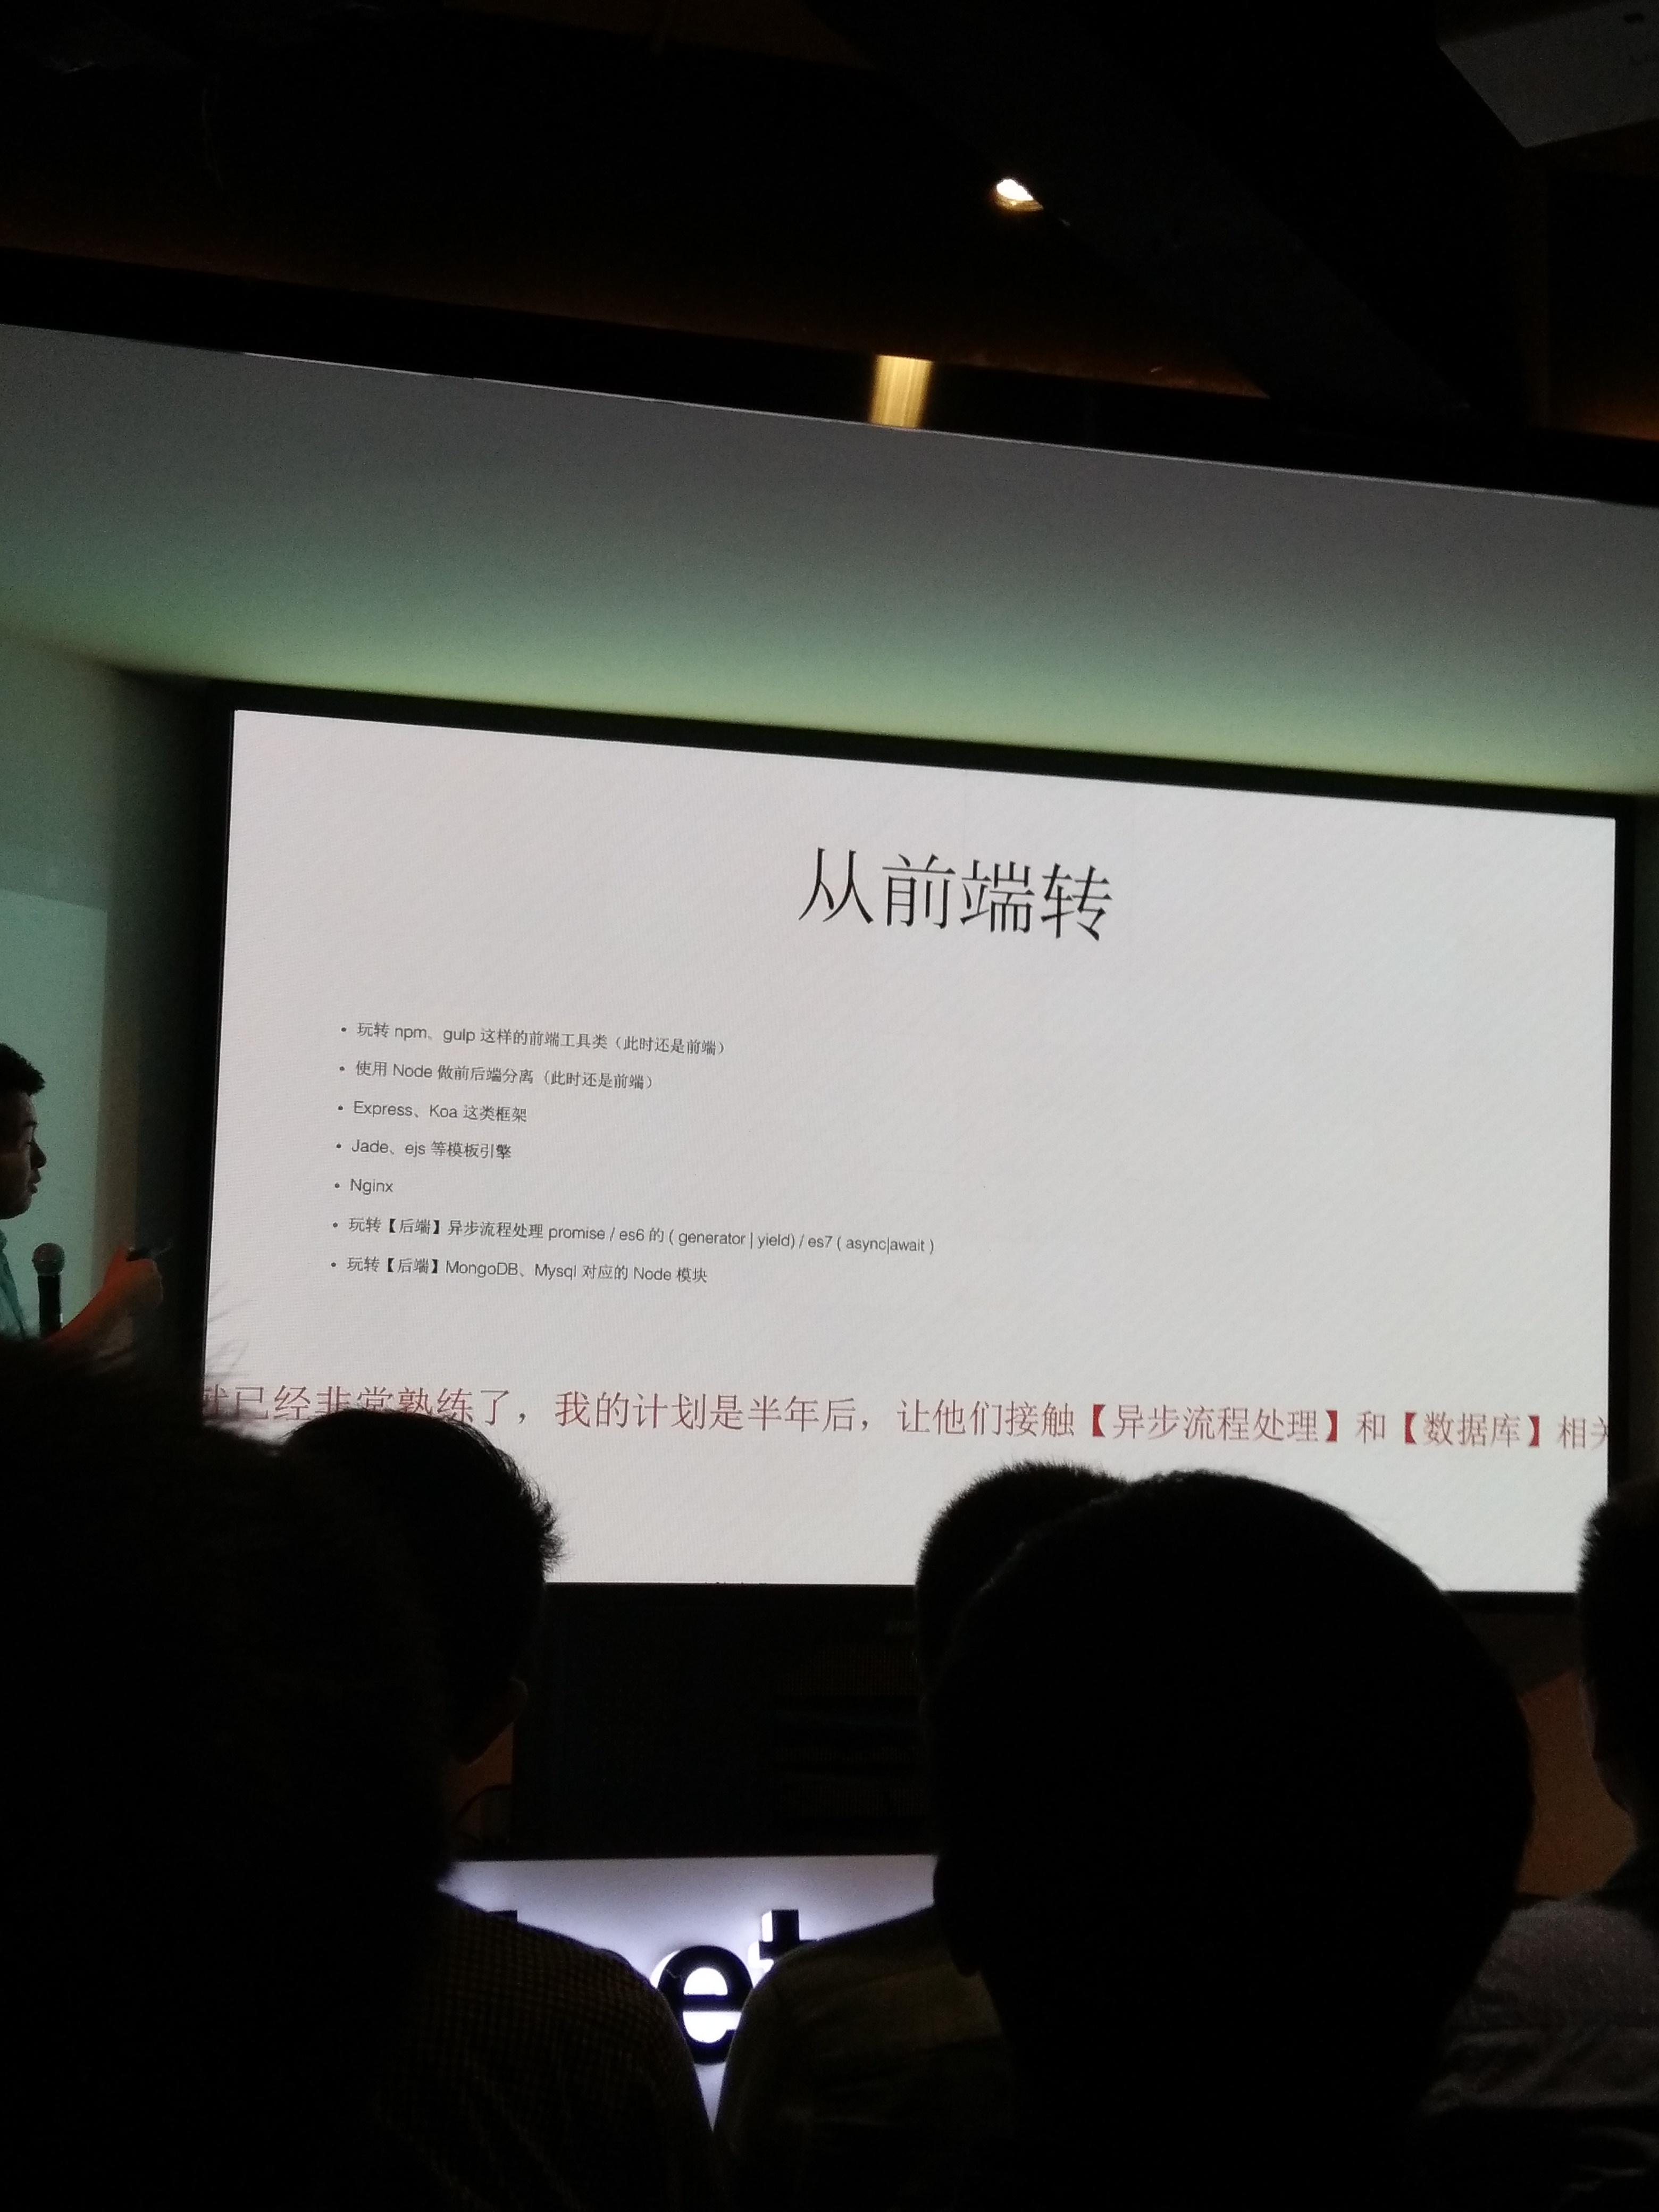 从前端转
• 玩转 npm、gulp 这样的前端工具类（此时还是前端）
• 使用 Node 做前后端分离（此时还是前端）
• Express、Koa 这类框架
• Jade、ejs 等模板引擎
• Nginx
• 玩转【后端】异步流程处理 promise / es6 的 ( generator | yield) / es7 ( async|await )
• 玩转【后端】MongoDB、Mysql 对应的 Node 模块
已经非常熟练了，我的计划是半年后，让他们接触【异步流程处理】和【数据库】相关
et